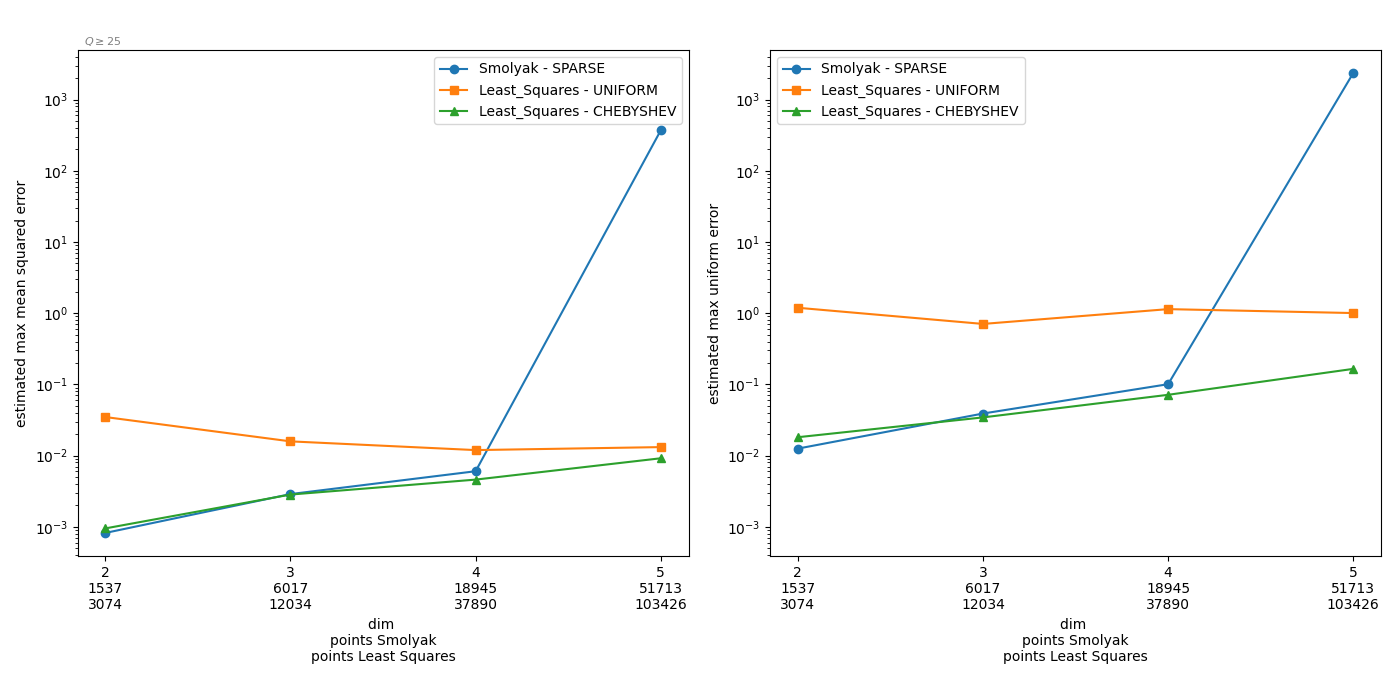 Q ≥ 25
Smolyak - SPARSE
Least_Squares - UNIFORM
Least_Squares - CHEBYSHEV
estimated max mean squared error
10³
10²
10¹
10⁰
10⁻¹
10⁻²
10⁻³
2 3 4 5
1537 6017 18945 51713
3074 12034 37890 103426
dim
points Smolyak
points Least Squares
Smolyak - SPARSE
Least_Squares - UNIFORM
Least_Squares - CHEBYSHEV
estimated max uniform error
10³
10²
10¹
10⁰
10⁻¹
10⁻²
10⁻³
2 3 4 5
1537 6017 18945 51713
3074 12034 37890 103426
dim
points Smolyak
points Least Squares